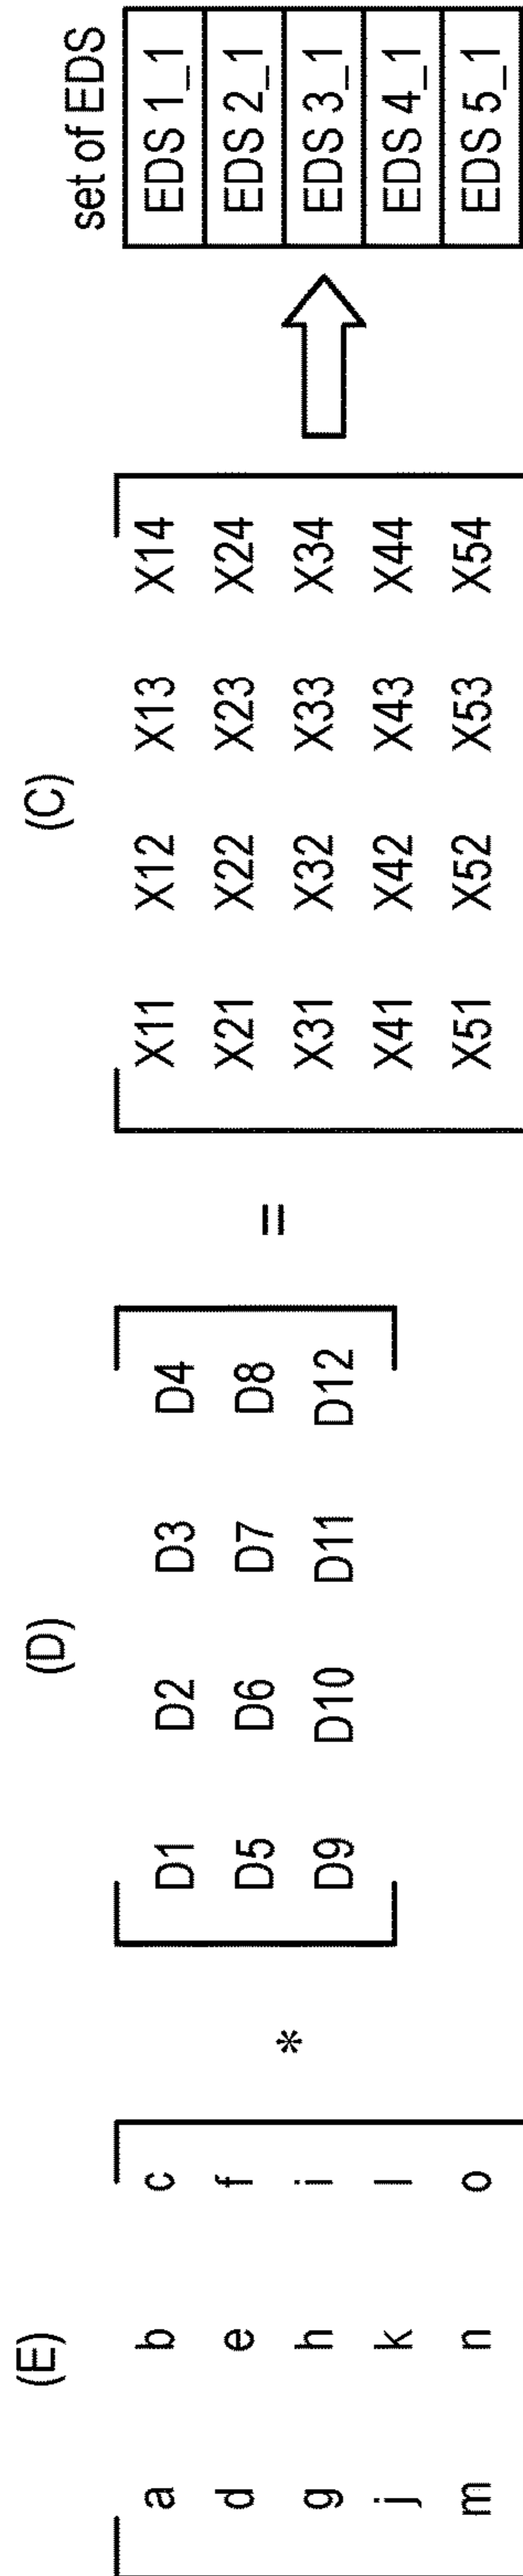 (E)
a b c
d e f
g h i
j k l
m n o
*
(D)
D1 D2 D3 D4
D5 D6 D7 D8
D9 D10 D11 D12
=
(C)
X11 X12 X13 X14
X21 X22 X23 X24
X31 X32 X33 X34
X41 X42 X43 X44
X51 X52 X53 X54
set of EDS
EDS 1_1
EDS 2_1
EDS 3_1
EDS 4_1
EDS 5_1